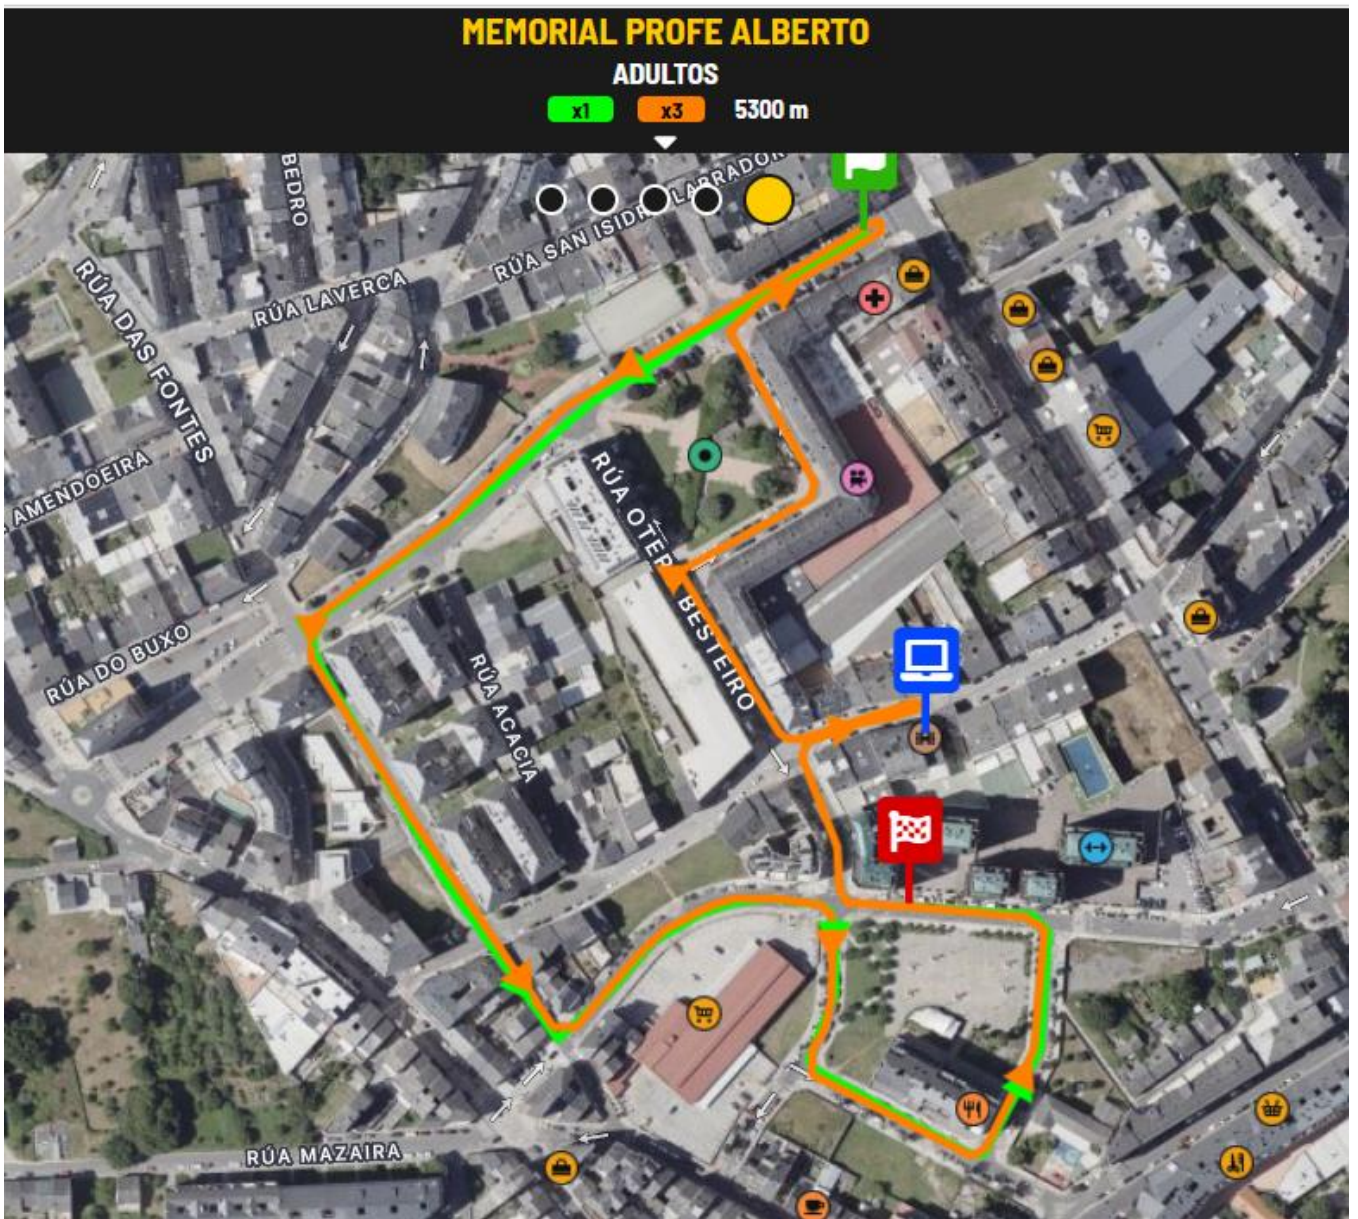 MEMORIAL PROFE ALBERTO
ADULTOS
x1 x3 5300 m
BEDRO
RÚA SAN ISIDRO LABRADOR
RÚA LAVERCA
RÚA DAS FONTES
AMENDOEIRA
RÚA OTERO BESTEIRO
RÚA DO BUXO
RÚA ACACIA
RÚA MAZAIRA